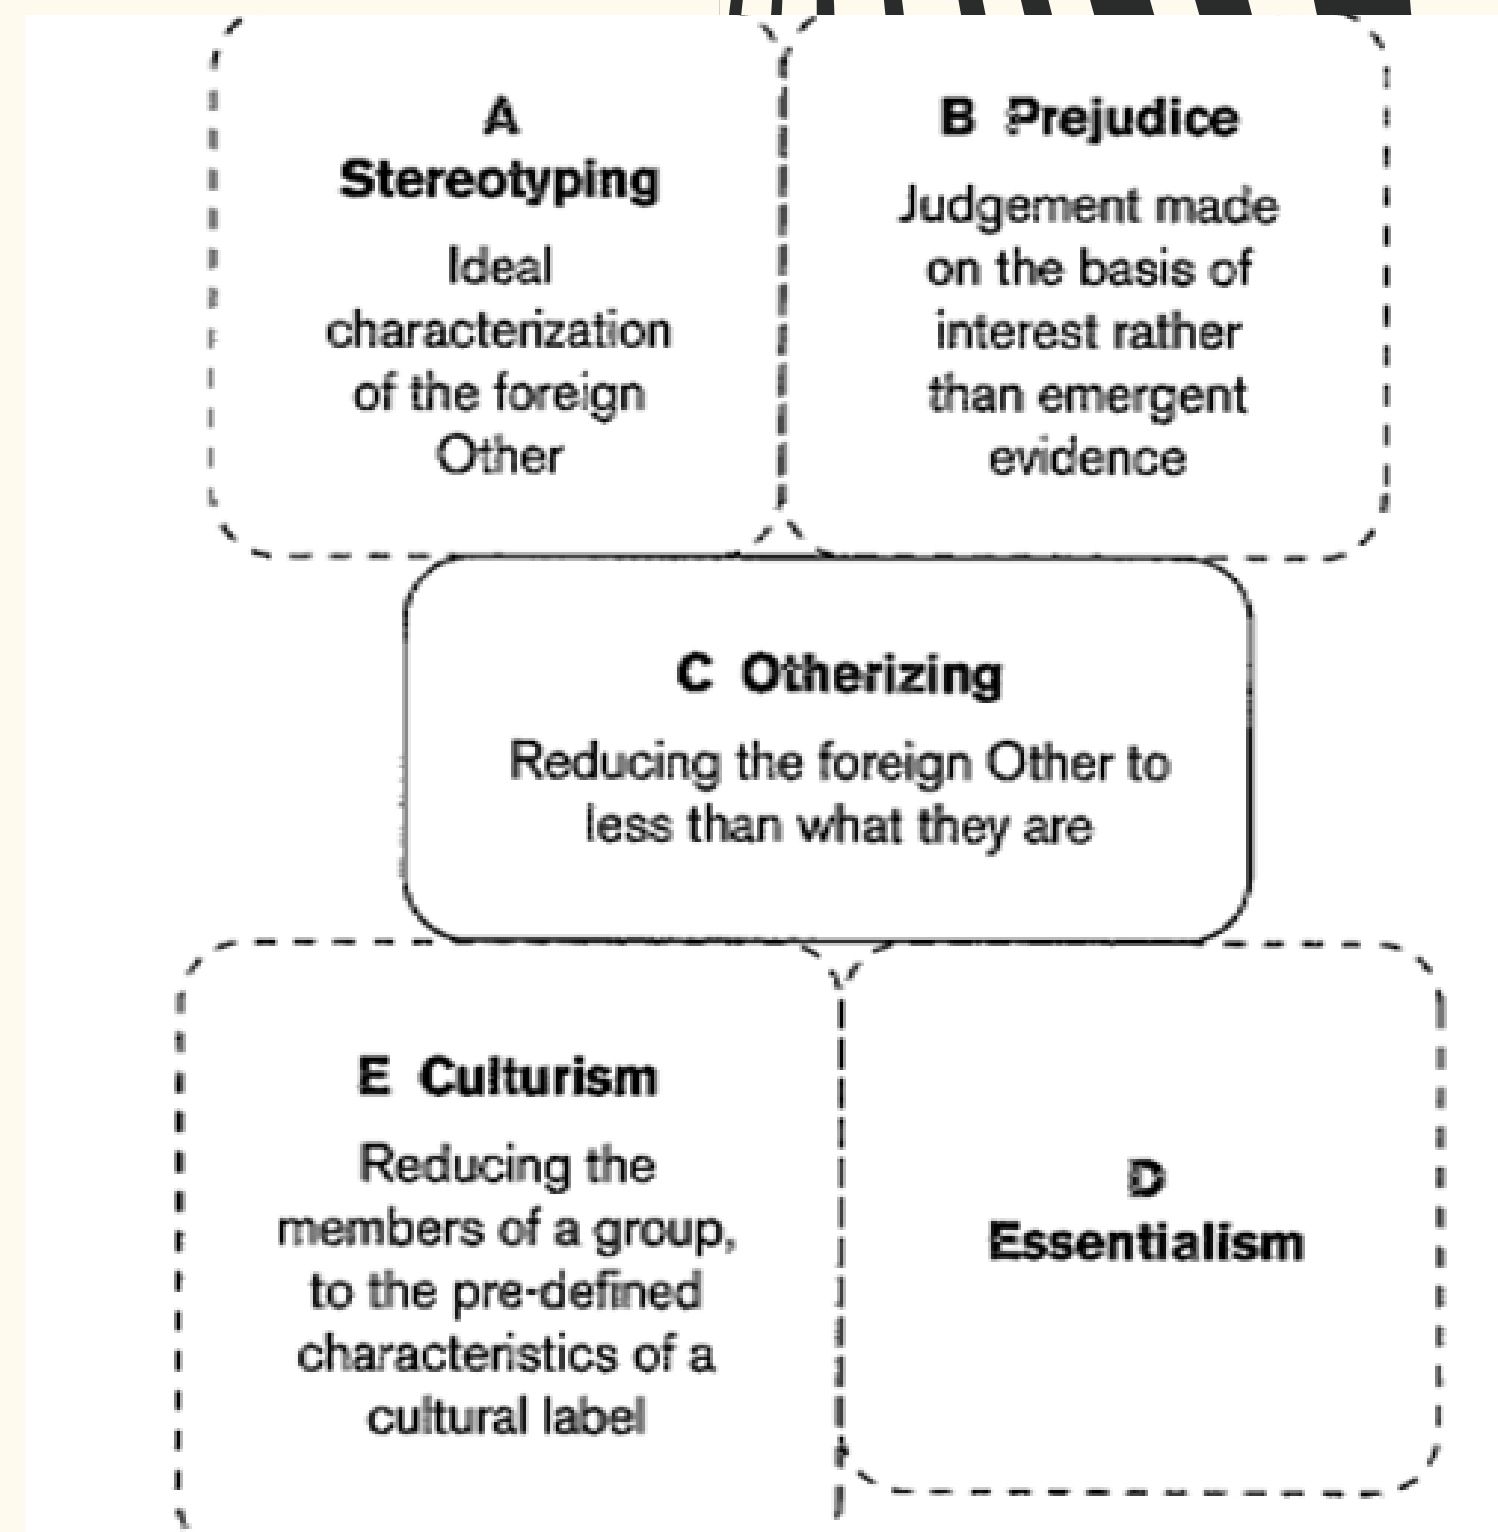 A
Stereotyping
Ideal
characterization
of the foreign
Other
B Prejudice
Judgement made
on the basis of
interest rather
than emergent
evidence
C Otherizing
Reducing the foreign Other to
less than what they are
E Culturism
Reducing the
members of a group,
to the pre-defined
characteristics of a
cultural label
D
Essentialism